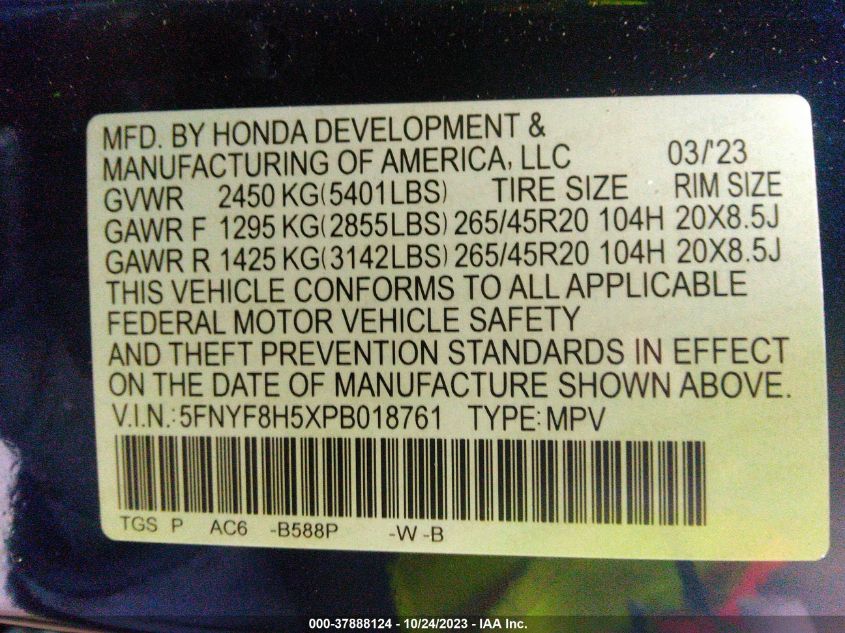 MFD. BY HONDA DEVELOPMENT &
MANUFACTURING OF AMERICA, LLC 03/'23
GVWR 2450 KG(5401LBS) TIRE SIZE RIM SIZE
GAWR F 1295 KG(2855LBS) 265/45R20 104H 20X8.5J
GAWR R 1425 KG(3142LBS) 265/45R20 104H 20X8.5J
THIS VEHICLE CONFORMS TO ALL APPLICABLE
FEDERAL MOTOR VEHICLE SAFETY
AND THEFT PREVENTION STANDARDS IN EFFECT
ON THE DATE OF MANUFACTURE SHOWN ABOVE.
V.I.N.: 5FNYF8H5XPB018761 TYPE: MPV
TGS P AC6 -B588P -W -B
000-37888124 - 10/24/2023 - IAA Inc.